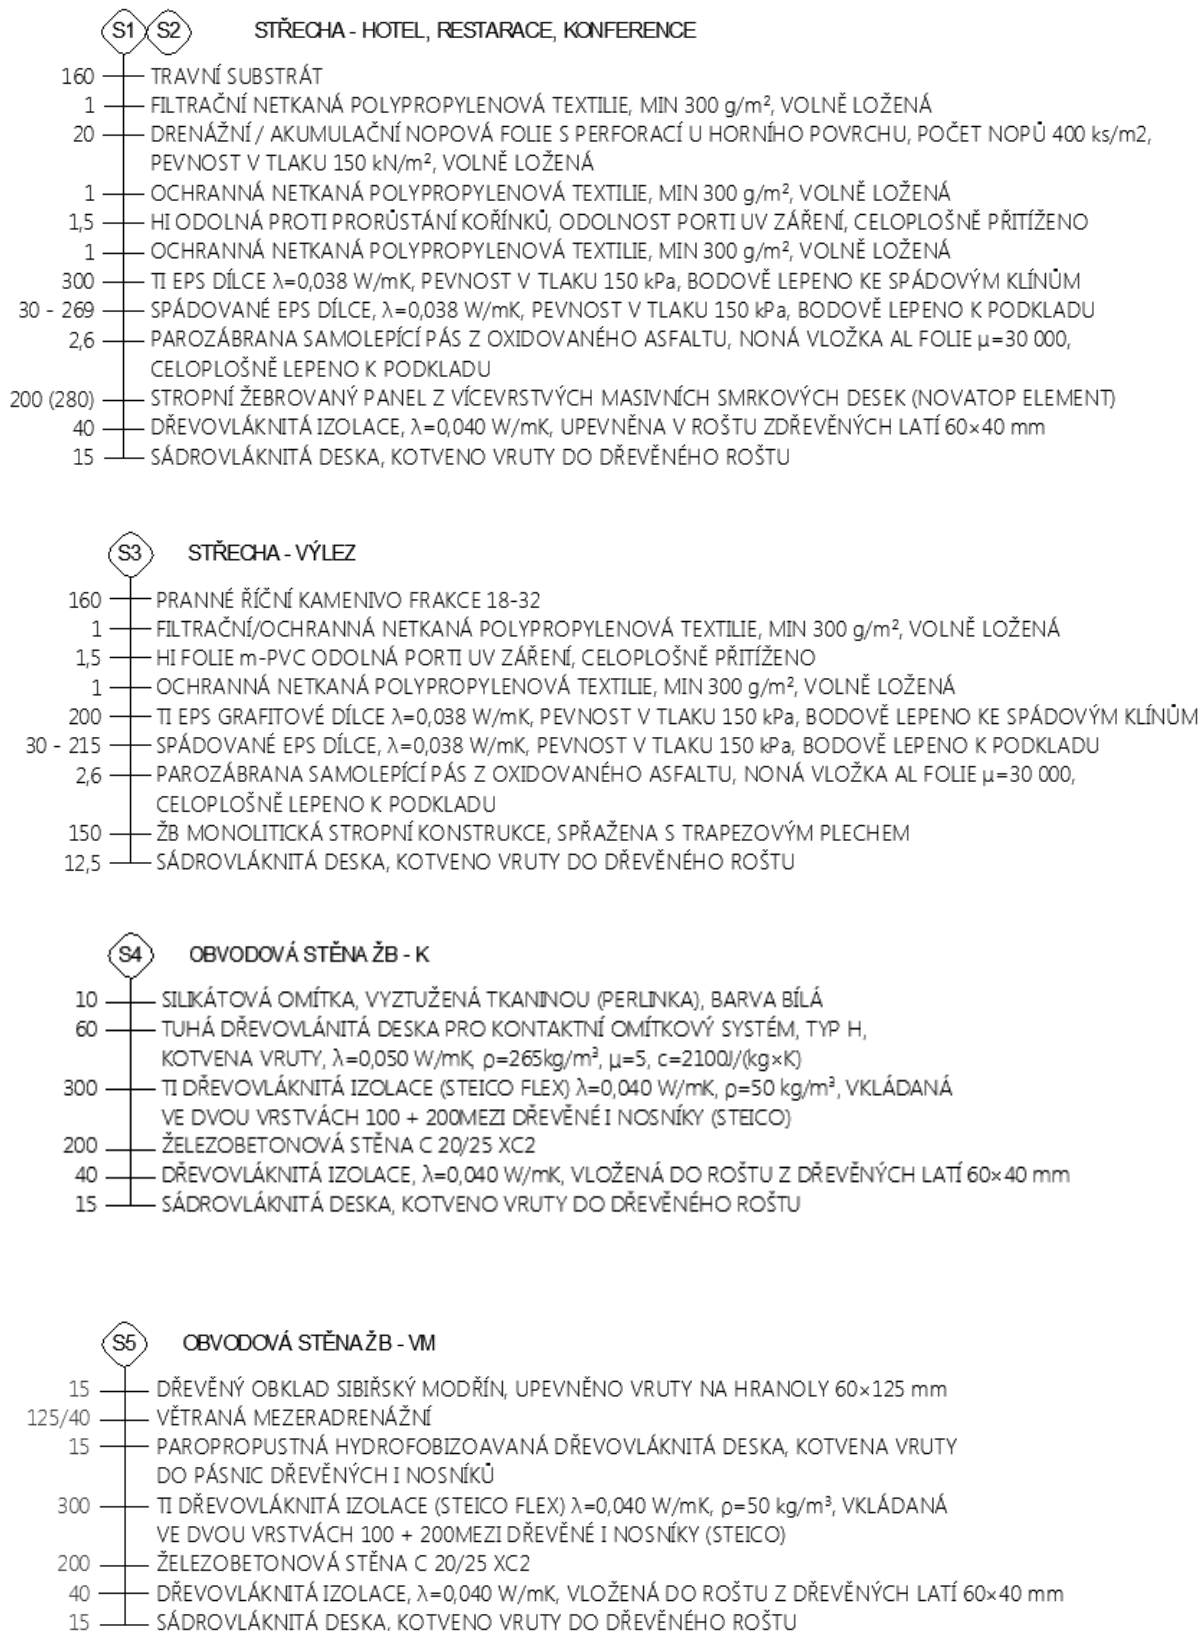 S1 S2 STŘECHA - HOTEL, RESTARACE, KONFERENCE
160 TRAVNÍ SUBSTRÁT
1 FILTRAČNÍ NETKANÁ POLYPROPYLENOVÁ TEXTILIE, MIN 300 g/m², VOLNĚ LOŽENÁ
20 DRENÁŽNÍ / AKUMULAČNÍ NOPOVÁ FOLIE S PERFORACÍ U HORNÍHO POVRCHU, POČET NOPŮ 400 ks/m2,
PEVNOST V TLAKU 150 kN/m², VOLNĚ LOŽENÁ
1 OCHRANNÁ NETKANÁ POLYPROPYLENOVÁ TEXTILIE, MIN 300 g/m², VOLNĚ LOŽENÁ
1,5 HI ODOLNÁ PROTI PRORŮSTÁNÍ KOŘÍNKŮ, ODOLNOST PORTI UV ZÁŘENÍ, CELOPLOŠNĚ PŘITÍŽENO
1 OCHRANNÁ NETKANÁ POLYPROPYLENOVÁ TEXTILIE, MIN 300 g/m², VOLNĚ LOŽENÁ
300 TI EPS DÍLCE λ=0,038 W/mK, PEVNOST V TLAKU 150 kPa, BODOVĚ LEPENO KE SPÁDOVÝM KLÍNŮM
30 - 269 SPÁDOVANÉ EPS DÍLCE, λ=0,038 W/mK, PEVNOST V TLAKU 150 kPa, BODOVĚ LEPENO K PODKLADU
2,6 PAROZÁBRANA SAMOLEPÍCÍ PÁS Z OXIDOVANÉHO ASFALTU, NONÁ VLOŽKA AL FOLIE μ=30 000,
CELOPLOŠNĚ LEPENO K PODKLADU
200 (280) STROPNÍ ŽEBROVANÝ PANEL Z VÍCEVRSTVÝCH MASIVNÍCH SMRKOVÝCH DESEK (NOVATOP ELEMENT)
40 DŘEVOVLÁKNITÁ IZOLACE, λ=0,040 W/mK, UPEVNĚNA V ROŠTU ZDŘEVĚNÝCH LATÍ 60×40 mm
15 SÁDROVLÁKNITÁ DESKA, KOTVENO VRUTY DO DŘEVĚNÉHO ROŠTU
S3 STŘECHA - VÝLEZ
160 PRANNÉ ŘÍČNÍ KAMENIVO FRAKCE 18-32
1 FILTRAČNÍ/OCHRANNÁ NETKANÁ POLYPROPYLENOVÁ TEXTILIE, MIN 300 g/m², VOLNĚ LOŽENÁ
1,5 HI FOLIE m-PVC ODOLNÁ PORTI UV ZÁŘENÍ, CELOPLOŠNĚ PŘITÍŽENO
1 OCHRANNÁ NETKANÁ POLYPROPYLENOVÁ TEXTILIE, MIN 300 g/m², VOLNĚ LOŽENÁ
200 TI EPS GRAFITOVÉ DÍLCE λ=0,038 W/mK, PEVNOST V TLAKU 150 kPa, BODOVĚ LEPENO KE SPÁDOVÝM KLÍNŮM
30 - 215 SPÁDOVANÉ EPS DÍLCE, λ=0,038 W/mK, PEVNOST V TLAKU 150 kPa, BODOVĚ LEPENO K PODKLADU
2,6 PAROZÁBRANA SAMOLEPÍCÍ PÁS Z OXIDOVANÉHO ASFALTU, NONÁ VLOŽKA AL FOLIE μ=30 000,
CELOPLOŠNĚ LEPENO K PODKLADU
150 ŽB MONOLITICKÁ STROPNÍ KONSTRUKCE, SPŘAŽENA S TRAPEZOVÝM PLECHEM
12,5 SÁDROVLÁKNITÁ DESKA, KOTVENO VRUTY DO DŘEVĚNÉHO ROŠTU
S4 OBVODOVÁ STĚNA ŽB - K
10 SILIKÁTOVÁ OMÍTKA, VYZTUŽENÁ TKANINOU (PERLINKA), BARVA BÍLÁ
60 TUHÁ DŘEVOVLÁNITÁ DESKA PRO KONTAKTNÍ OMÍTKOVÝ SYSTÉM, TYP H,
KOTVENA VRUTY, λ=0,050 W/mK, ρ=265kg/m³, μ=5, c=2100J/(kg×K)
300 TI DŘEVOVLÁKNITÁ IZOLACE (STEICO FLEX) λ=0,040 W/mK, ρ=50 kg/m³, VKLÁDANÁ
VE DVOU VRSTVÁCH 100 + 200MEZI DŘEVĚNÉ I NOSNÍKY (STEICO)
200 ŽELEZOBETONOVÁ STĚNA C 20/25 XC2
40 DŘEVOVLÁKNITÁ IZOLACE, λ=0,040 W/mK, VLOŽENÁ DO ROŠTU Z DŘEVĚNÝCH LATÍ 60×40 mm
15 SÁDROVLÁKNITÁ DESKA, KOTVENO VRUTY DO DŘEVĚNÉHO ROŠTU
S5 OBVODOVÁ STĚNA ŽB - VM
15 DŘEVĚNÝ OBKLAD SIBIŘSKÝ MODŘÍN, UPEVNĚNO VRUTY NA HRANOLY 60×125 mm
125/40 VĚTRANÁ MEZERADRENÁŽNÍ
15 PAROPROPUSTNÁ HYDROFOBIZOAVANÁ DŘEVOVLÁKNITÁ DESKA, KOTVENA VRUTY
DO PÁSNIC DŘEVĚNÝCH I NOSNÍKŮ
300 TI DŘEVOVLÁKNITÁ IZOLACE (STEICO FLEX) λ=0,040 W/mK, ρ=50 kg/m³, VKLÁDANÁ
VE DVOU VRSTVÁCH 100 + 200MEZI DŘEVĚNÉ I NOSNÍKY (STEICO)
200 ŽELEZOBETONOVÁ STĚNA C 20/25 XC2
40 DŘEVOVLÁKNITÁ IZOLACE, λ=0,040 W/mK, VLOŽENÁ DO ROŠTU Z DŘEVĚNÝCH LATÍ 60×40 mm
15 SÁDROVLÁKNITÁ DESKA, KOTVENO VRUTY DO DŘEVĚNÉHO ROŠTU